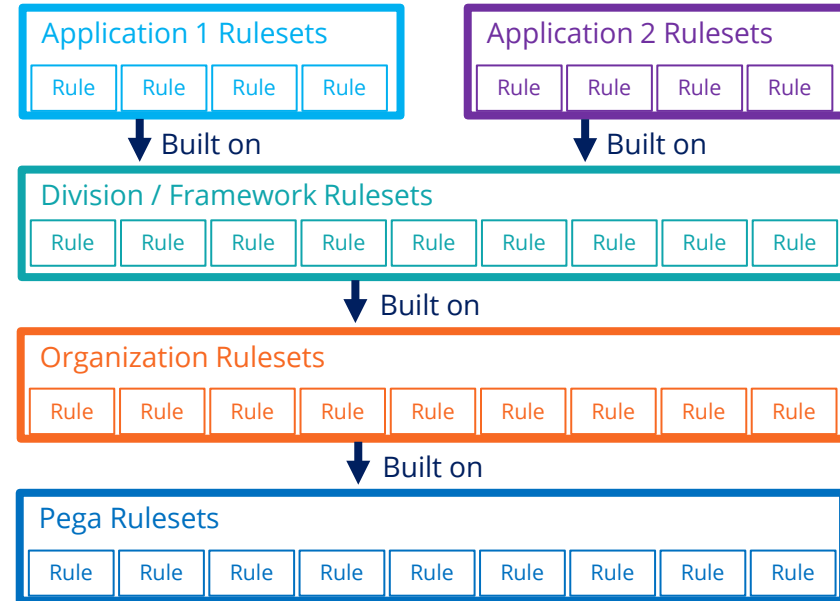 Application 1 Rulesets
Rule Rule Rule Rule
Application 2 Rulesets
Rule Rule Rule Rule
Built on
Built on
Division / Framework Rulesets
Rule Rule Rule Rule Rule Rule Rule Rule Rule
Built on
Organization Rulesets
Rule Rule Rule Rule Rule Rule Rule Rule Rule
Built on
Pega Rulesets
Rule Rule Rule Rule Rule Rule Rule Rule Rule